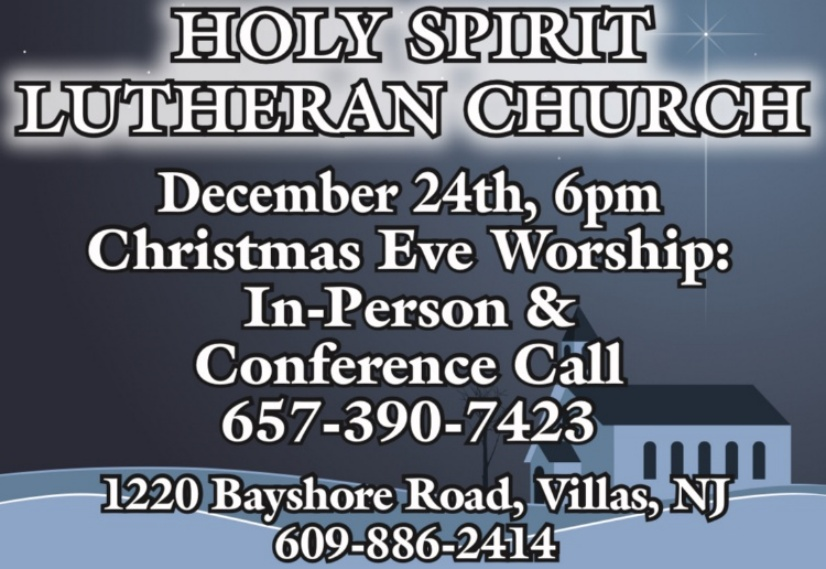 HOLY SPIRIT
LUTHERAN CHURCH
December 24th, 6pm
Christmas Eve Worship:
In-Person &
Conference Call
657-390-7423
1220 Bayshore Road, Villas, NJ
609-886-2414